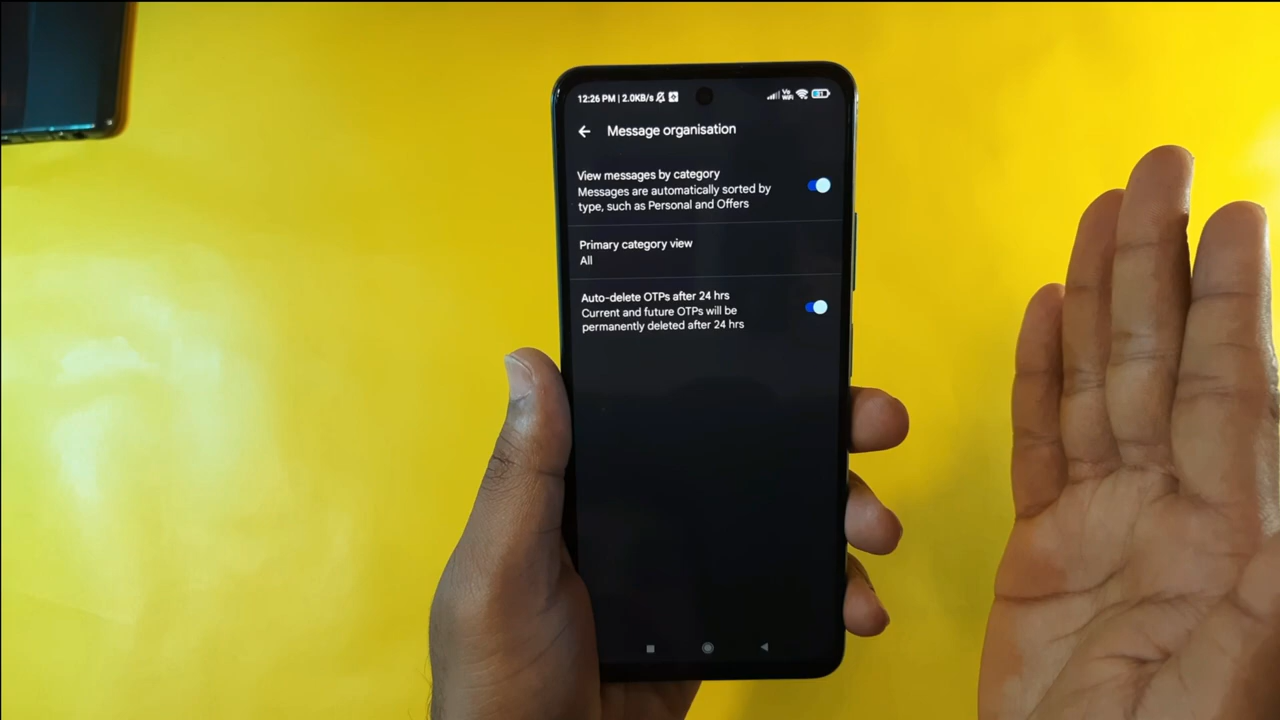 12:26 PM | 2.0KB/s
Vo
WiFi
Message organisation
View messages by category
Messages are automatically sorted by
type, such as Personal and Offers
Primary category view
All
Auto-delete OTPs after 24 hrs
Current and future OTPs will be
permanently deleted after 24 hrs